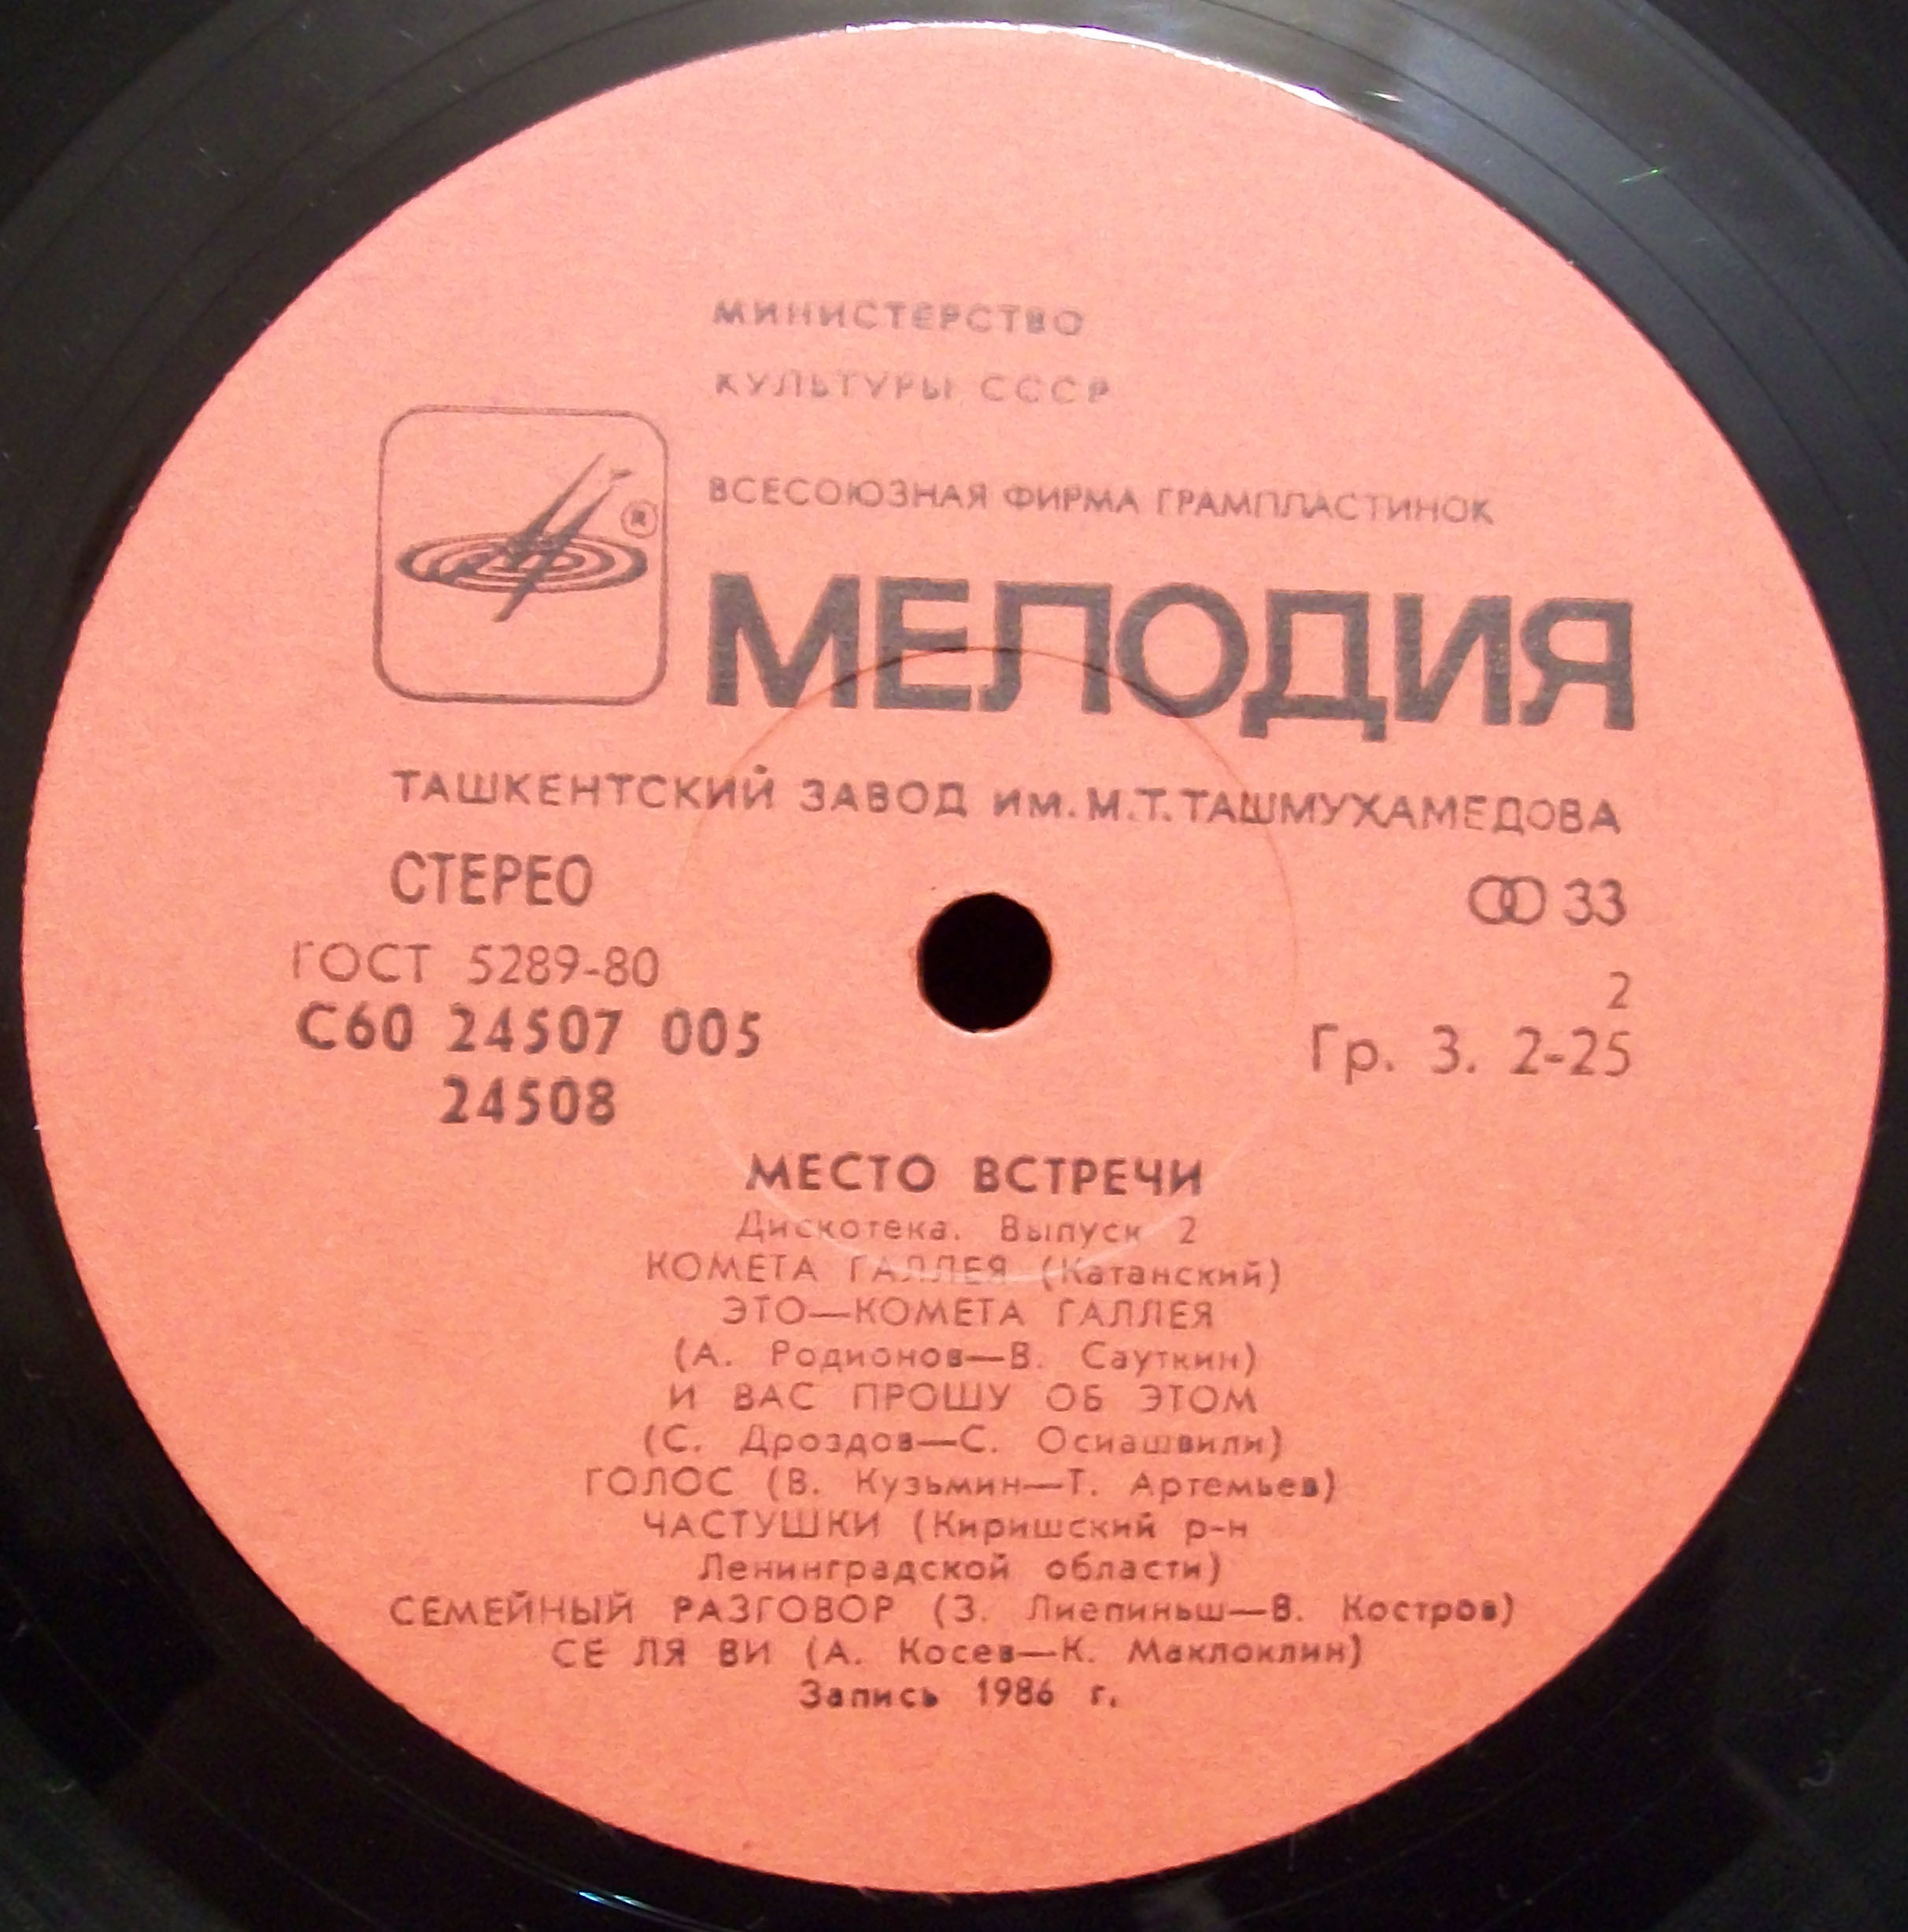 МИНИСТЕРСТВО
КУЛЬТУРЫ СССР
ВСЕСОЮЗНАЯ ФИРМА ГРАМПЛАСТИНОК
®
МЕЛОДИЯ
ТАШКЕНТСКИЙ ЗАВОД им. М.Т. ТАШМУХАМЕДОВА
СТЕРЕО
33
ГОСТ 5289-80
2
С60 24507 005
Гр. 3. 2-25
24508
МЕСТО ВСТРЕЧИ
Дискотека. Выпуск 2
КОМЕТА ГАЛЛЕЯ (Катанский)
ЭТО—КОМЕТА ГАЛЛЕЯ
(А. Родионов—В. Сауткин)
И ВАС ПРОШУ ОБ ЭТОМ
(С. Дроздов—С. Осиашвили)
ГОЛОС (В. Кузьмин—Т. Артемьев)
ЧАСТУШКИ (Киришский р-н
Ленинградской области)
СЕМЕЙНЫЙ РАЗГОВОР (З. Лиепиньш—В. Костров)
СЕ ЛЯ ВИ (А. Косев—К. Маклоклин)
Запись 1986 г.